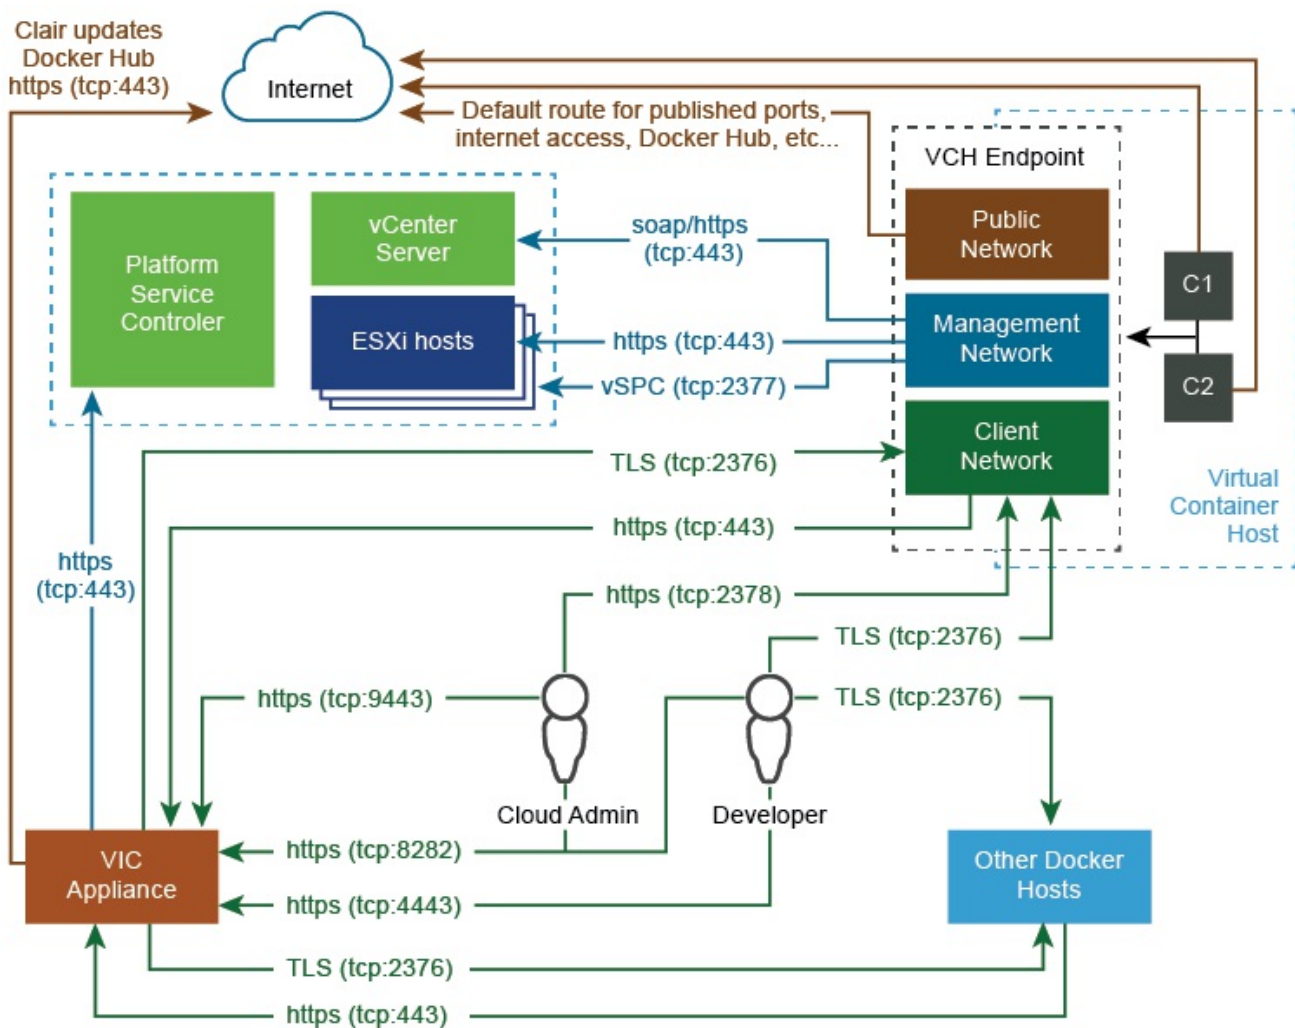 Clair updates
Docker Hub
https (tcp:443)
Internet
Default route for published ports,
internet access, Docker Hub, etc...
VCH Endpoint
Public
Network
Management
Network
Client
Network
C1
C2
Virtual
Container
Host
Platform
Service
Controler
vCenter
Server
ESXi hosts
soap/https
(tcp:443)
https (tcp:443)
vSPC (tcp:2377)
TLS (tcp:2376)
https (tcp:443)
https
(tcp:443)
https (tcp:2378)
TLS (tcp:2376)
https (tcp:9443)
TLS (tcp:2376)
Cloud Admin
Developer
https (tcp:8282)
https (tcp:4443)
VIC
Appliance
Other Docker
Hosts
TLS (tcp:2376)
https (tcp:443)